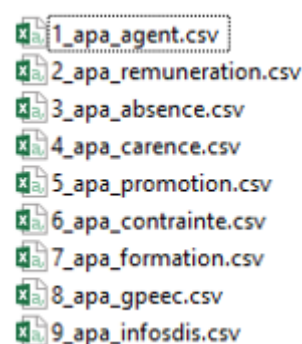 1_apa_agent.csv
2_apa_remuneration.csv
3_apa_absence.csv
4_apa_carence.csv
5_apa_promotion.csv
6_apa_contrainte.csv
7_apa_formation.csv
8_apa_gpeec.csv
9_apa_infosdis.csv